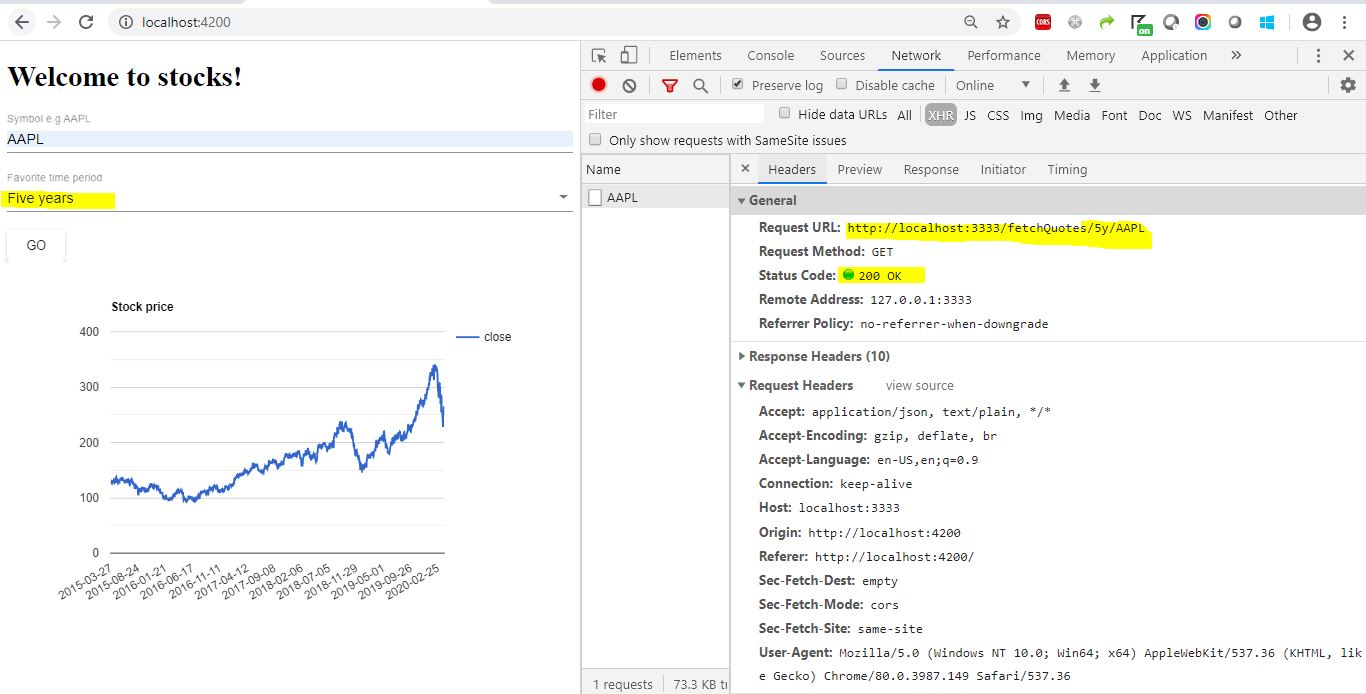 localhost:4200
CORS
on
Welcome to stocks!
Symbol e.g AAPL
AAPL
Favorite time period
Five years
GO
Stock price
400
300
200
100
0
close
2015-03-27
2015-08-24
2016-01-21
2016-06-17
2016-11-11
2017-04-12
2017-09-08
2018-02-06
2018-07-05
2018-11-29
2019-05-01
2019-09-26
2020-02-25
Elements Console Sources Network Performance Memory Application »
Preserve log Disable cache Online
Filter Hide data URLs All XHR JS CSS Img Media Font Doc WS Manifest Other
Only show requests with SameSite issues
Name
AAPL
1 requests 73.3 KB
× Headers Preview Response Initiator Timing
General
Request URL: http://localhost:3333/fetchQuotes/5y/AAPL
Request Method: GET
Status Code: 200 OK
Remote Address: 127.0.0.1:3333
Referrer Policy: no-referrer-when-downgrade
Response Headers (10)
Request Headers view source
Accept: application/json, text/plain, */*
Accept-Encoding: gzip, deflate, br
Accept-Language: en-US,en;q=0.9
Connection: keep-alive
Host: localhost:3333
Origin: http://localhost:4200
Referer: http://localhost:4200/
Sec-Fetch-Dest: empty
Sec-Fetch-Mode: cors
Sec-Fetch-Site: same-site
User-Agent: Mozilla/5.0 (Windows NT 10.0; Win64; x64) AppleWebKit/537.36 (KHTML, lik
e Gecko) Chrome/80.0.3987.149 Safari/537.36